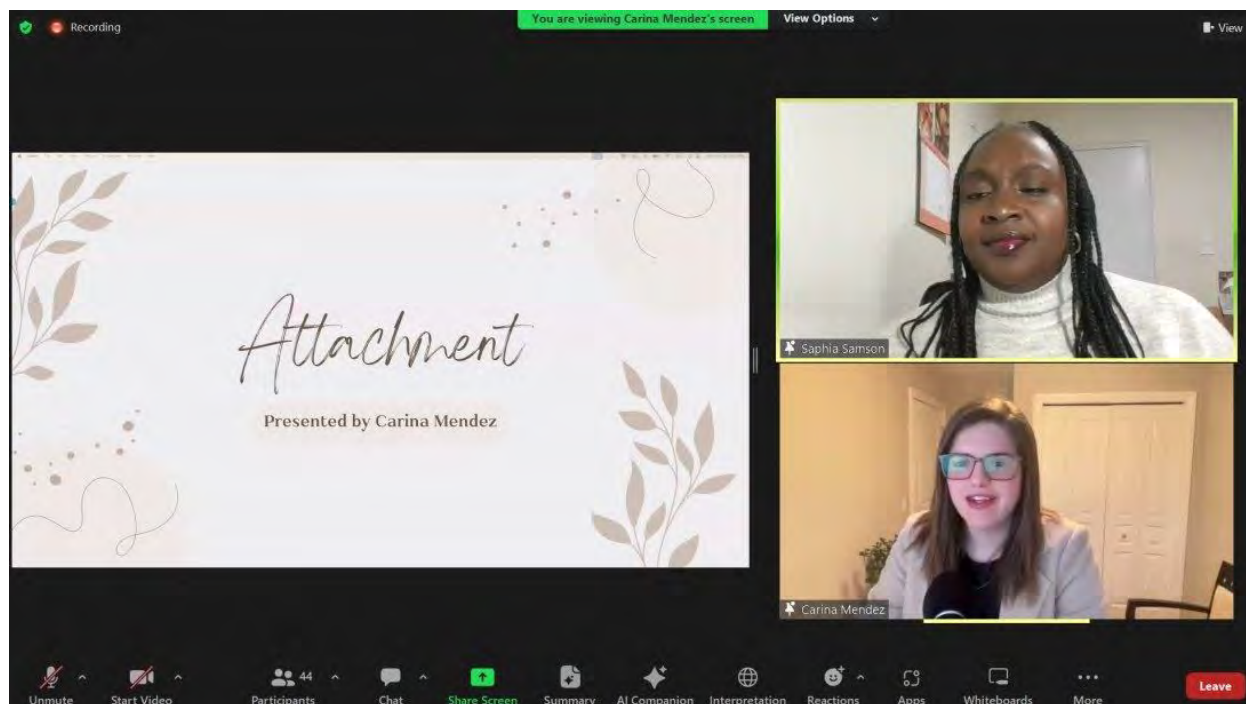 You are viewing Carina Mendez's screen
View Options
Recording
View
Attachment
Presented by Carina Mendez
Saphia Samson
Carina Mendez
44
Unmute
Start Video
Participants
Chat
Share Screen
Summary
AI Companion
Interpretation
Reactions
Apps
Whiteboards
More
Leave